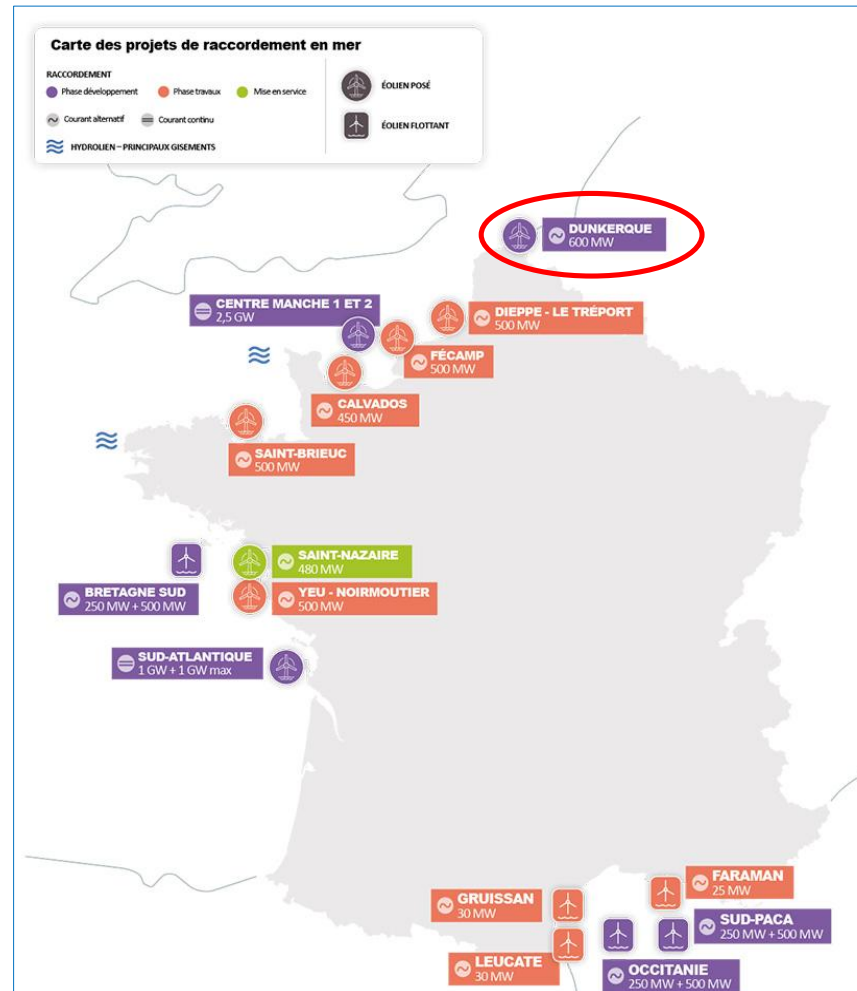 Carte des projets de raccordement en mer
RACCORDEMENT
Phase développement
Phase travaux
Mise en service
Courant alternatif
Courant continu
HYDROLIEN – PRINCIPAUX GISEMENTS
ÉOLIEN POSÉ
ÉOLIEN FLOTTANT
DUNKERQUE
600 MW
CENTRE MANCHE 1 ET 2
2,5 GW
DIEPPE - LE TRÉPORT
500 MW
FÉCAMP
500 MW
CALVADOS
450 MW
SAINT-BRIEUC
500 MW
SAINT-NAZAIRE
480 MW
BRETAGNE SUD
250 MW + 500 MW
YEU - NOIRMOUTIER
500 MW
SUD-ATLANTIQUE
1 GW + 1 GW max
FARAMAN
25 MW
GRUISSAN
30 MW
SUD-PACA
250 MW + 500 MW
LEUCATE
30 MW
OCCITANIE
250 MW + 500 MW